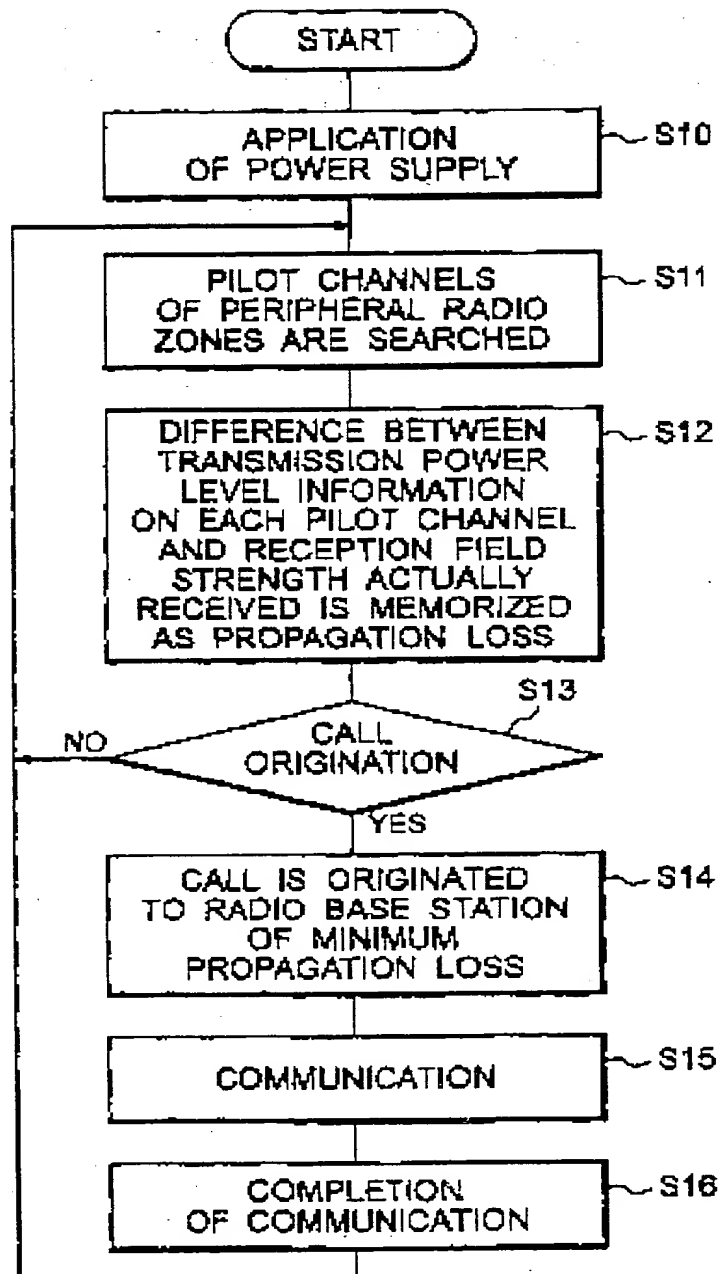 START
APPLICATION
OF POWER SUPPLY
S10
PILOT CHANNELS
OF PERIPHERAL RADIO
ZONES ARE SEARCHED
S11
DIFFERENCE BETWEEN
TRANSMISSION POWER
LEVEL INFORMATION
ON EACH PILOT CHANNEL
AND RECEPTION FIELD
STRENGTH ACTUALLY
RECEIVED IS MEMORIZED
AS PROPAGATION LOSS
S12
S13
CALL
ORIGINATION
NO
YES
CALL IS ORIGINATED
TO RADIO BASE STATION
OF MINIMUM
PROPAGATION LOSS
S14
COMMUNICATION
S15
COMPLETION
OF COMMUNICATION
S16